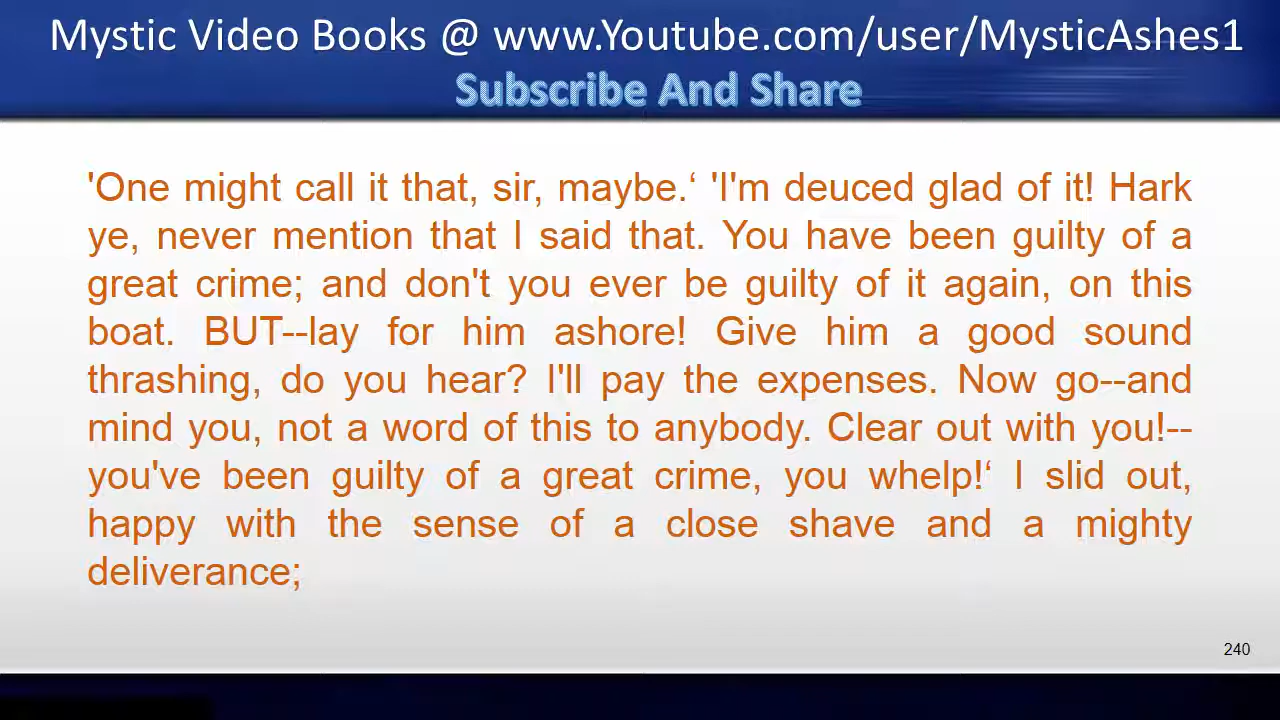 Mystic Video Books @ www.Youtube.com/user/MysticAshes1
Subscribe And Share
'One might call it that, sir, maybe.‘ 'I'm deuced glad of it! Hark
ye, never mention that I said that. You have been guilty of a
great crime; and don't you ever be guilty of it again, on this
boat. BUT--lay for him ashore! Give him a good sound
thrashing, do you hear? I'll pay the expenses. Now go--and
mind you, not a word of this to anybody. Clear out with you!--
you've been guilty of a great crime, you whelp!‘ I slid out,
happy with the sense of a close shave and a mighty
deliverance;
240